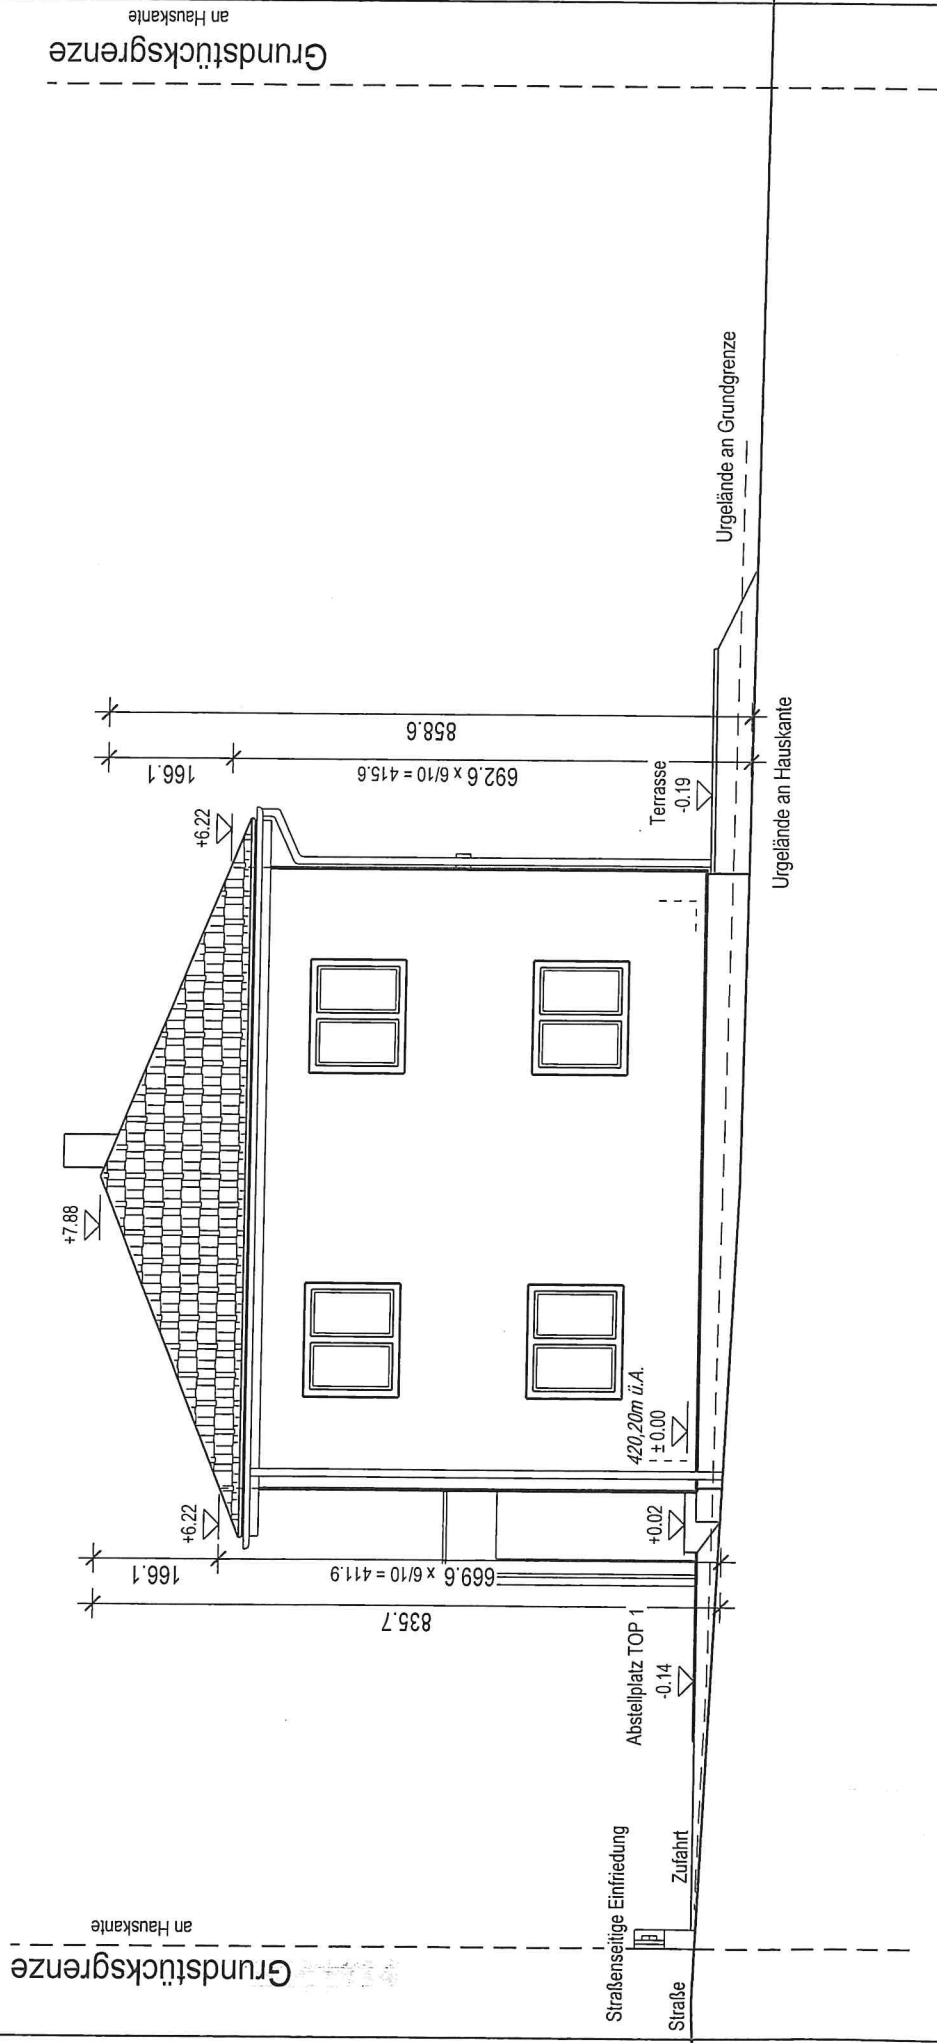 Grundstücksgrenze
an Hauskante
Grundstücksgrenze
an Hauskante
+7.88
+6.22
+6.22
166.1
669.6 x 6/10 = 411.9
835.7
166.1
692.6 x 6/10 = 415.6
858.6
420,20m ü.A.
± 0.00
+0.02
Abstellplatz TOP 1
-0.14
Straßenseitige Einfriedung
Zufahrt
Straße
Terrasse
-0.19
Urgelände an Grundgrenze
Urgelände an Hauskante